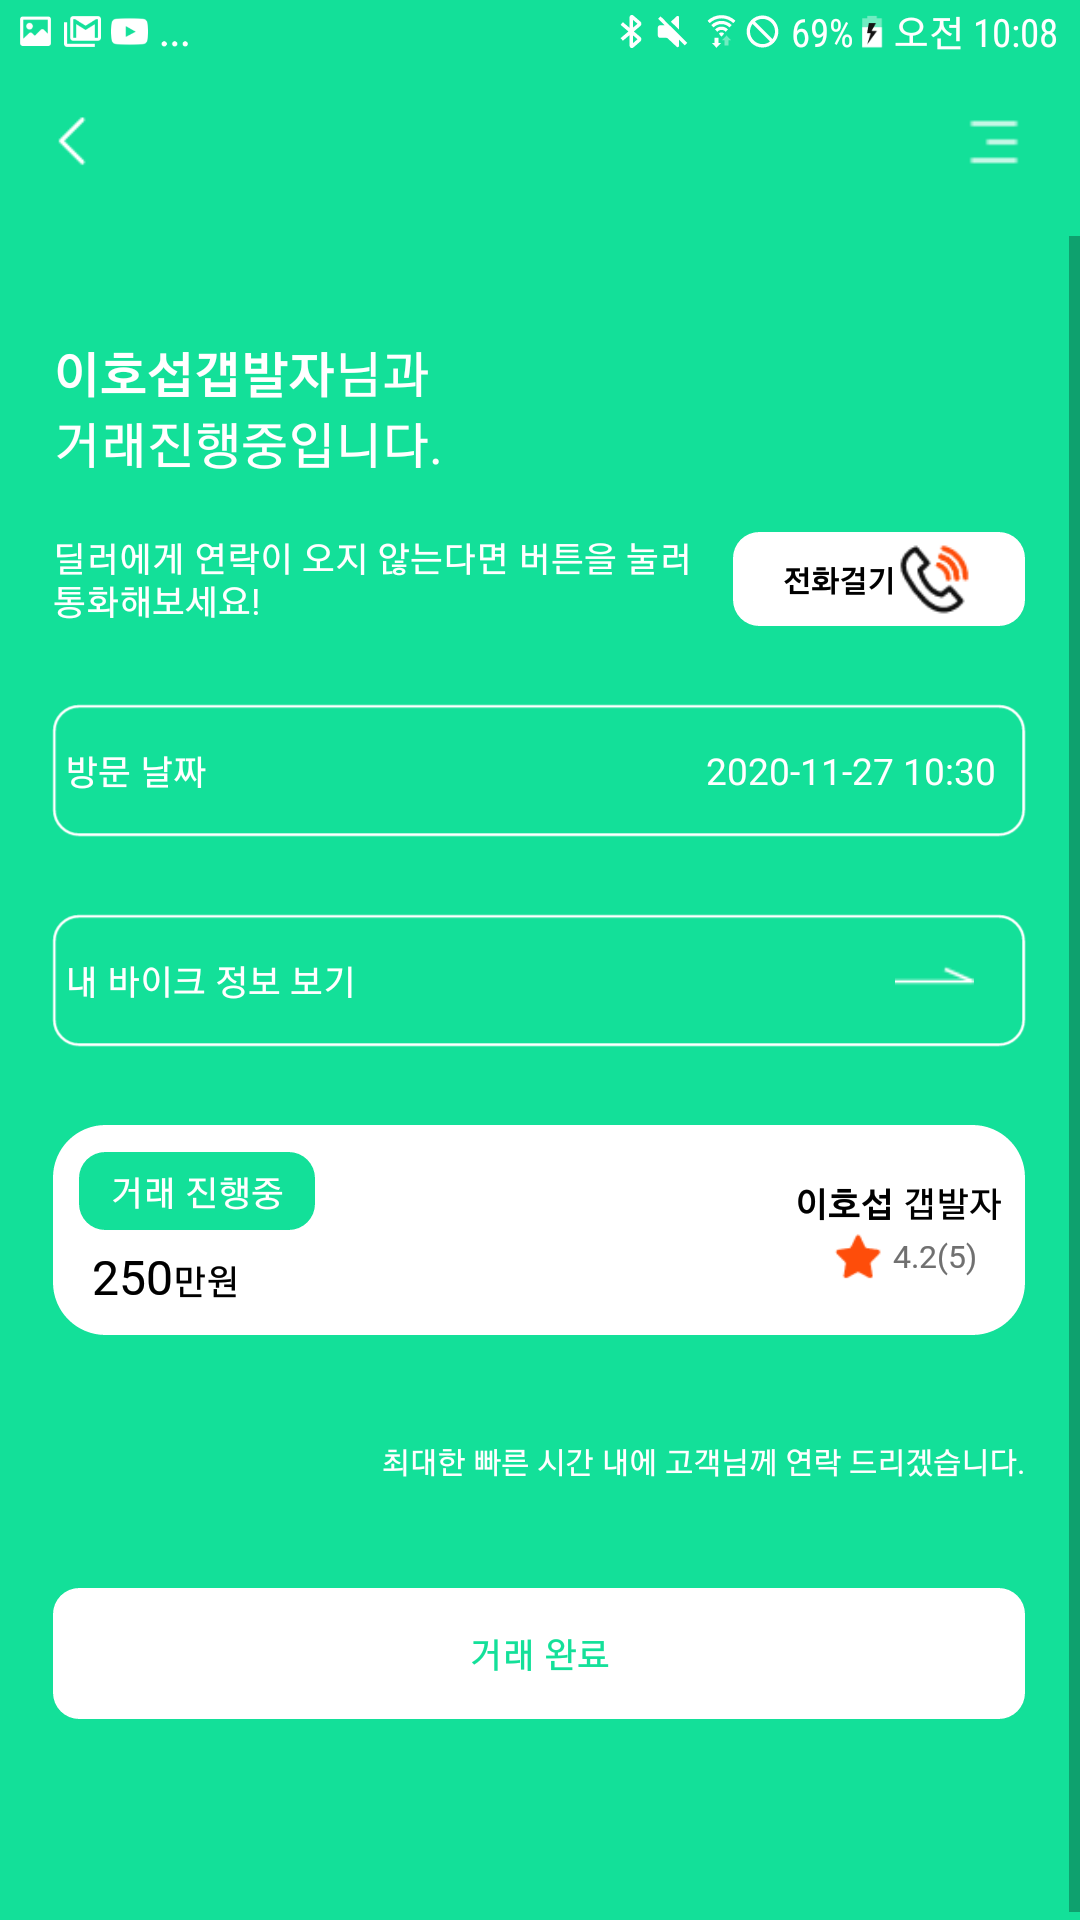 ... 69% 오전 10:08
이호섭갭발자님과
거래진행중입니다.
딜러에게 연락이 오지 않는다면 버튼을 눌러
통화해보세요!
전화걸기
방문 날짜 2020-11-27 10:30
내 바이크 정보 보기
거래 진행중
이호섭 갭발자
250만원
4.2(5)
최대한 빠른 시간 내에 고객님께 연락 드리겠습니다.
거래 완료